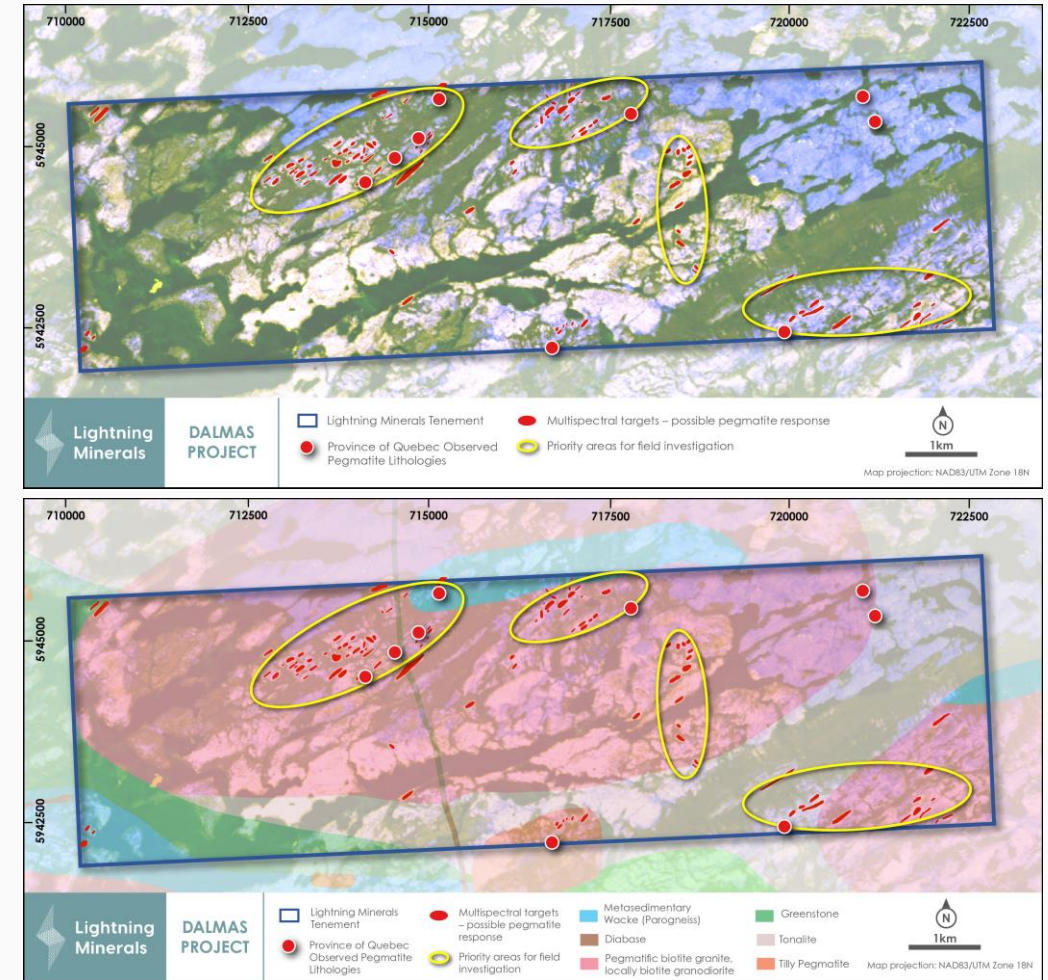 710000 712500 715000 717500 720000 722500
5945000
5942500
Lightning
Minerals
DALMAS
PROJECT
Lightning Minerals Tenement
Province of Quebec Observed
Pegmatite Lithologies
Multispectral targets – possible pegmatite response
Priority areas for field investigation
N
1km
Map projection: NAD83/UTM Zone 18N
710000 712500 715000 717500 720000 722500
5945000
5942500
Lightning
Minerals
DALMAS
PROJECT
Lightning Minerals
Tenement
Province of Quebec
Observed Pegmatite
Lithologies
Multispectral targets
– possible pegmatite
response
Priority areas for field
investigation
Metasedimentary
Wacke (Paragneiss)
Diabase
Pegmatific biotite granite,
locally biotite granodiorite
Greenstone
Tonalite
Tilly Pegmatite
N
1km
Map projection: NAD83/UTM Zone 18N